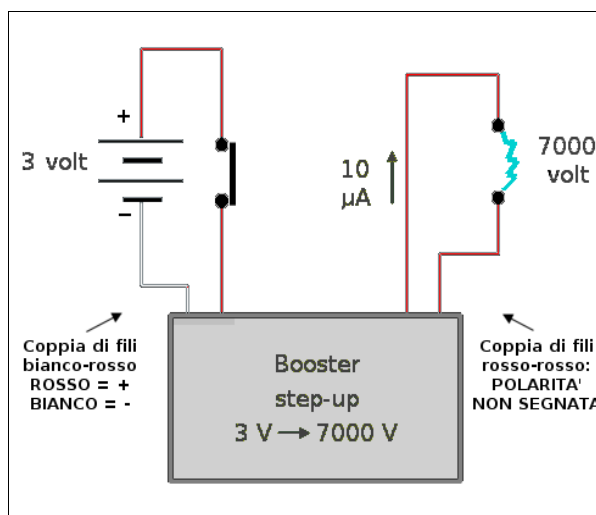 +
3 volt
−
10
µA
7000
volt
Coppia di fili
bianco-rosso
ROSSO = +
BIANCO = -
Booster
step-up
3 V → 7000 V
Coppia di fili
rosso-rosso:
POLARITA'
NON SEGNATA